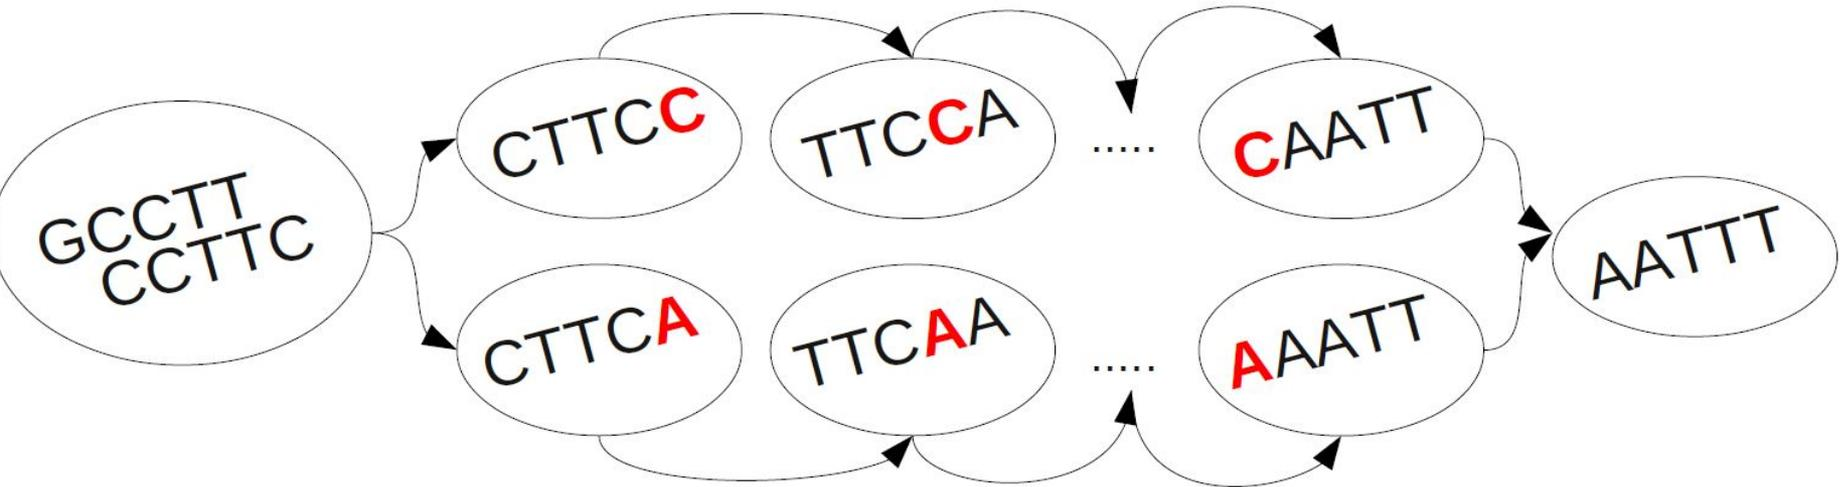 GCCTT
CCTTC
CTTCC
TTCCA
.....
CAATT
CTTCA
TTCAA
.....
AAATT
AATTT